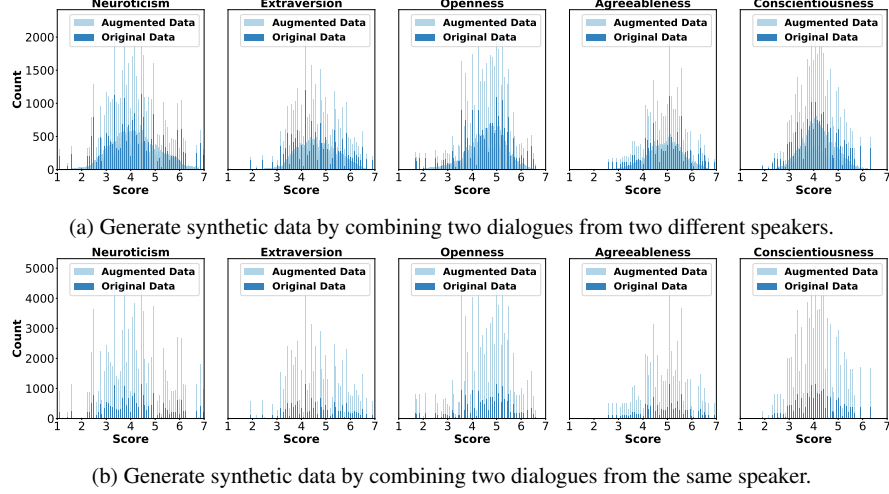 Neuroticism Extraversion Openness Agreeableness Conscientiousness
Augmented Data Augmented Data Augmented Data Augmented Data Augmented Data
Original Data Original Data Original Data Original Data Original Data
2000
1500
1000
500
0
Count
1 2 3 4 5 6 7 1 2 3 4 5 6 7 1 2 3 4 5 6 7 1 2 3 4 5 6 7 1 2 3 4 5 6 7
Score Score Score Score Score
(a) Generate synthetic data by combining two dialogues from two different speakers.
Neuroticism Extraversion Openness Agreeableness Conscientiousness
Augmented Data Augmented Data Augmented Data Augmented Data Augmented Data
Original Data Original Data Original Data Original Data Original Data
5000
4000
3000
2000
1000
0
Count
1 2 3 4 5 6 7 1 2 3 4 5 6 7 1 2 3 4 5 6 7 1 2 3 4 5 6 7 1 2 3 4 5 6 7
Score Score Score Score Score
(b) Generate synthetic data by combining two dialogues from the same speaker.